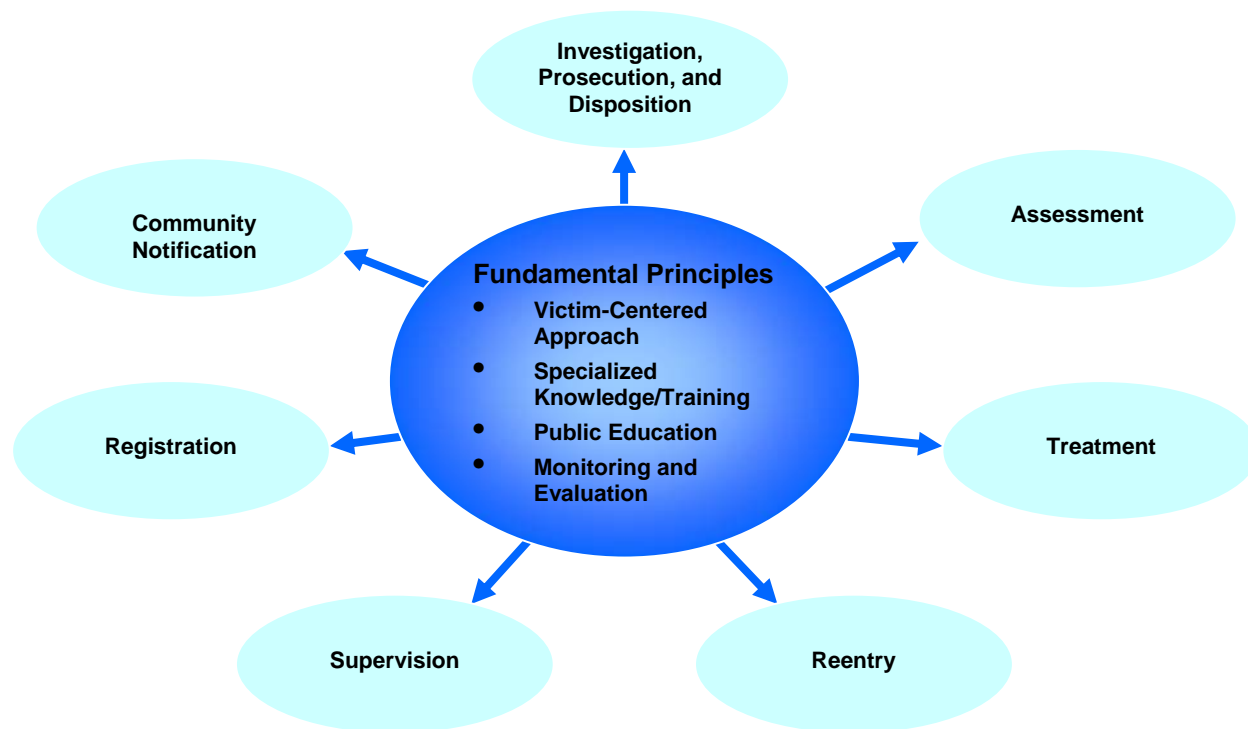 Investigation,
Prosecution, and
Disposition
Community
Notification
Assessment
Fundamental Principles
• Victim-Centered
Approach
• Specialized
Knowledge/Training
• Public Education
• Monitoring and
Evaluation
Registration
Treatment
Supervision
Reentry